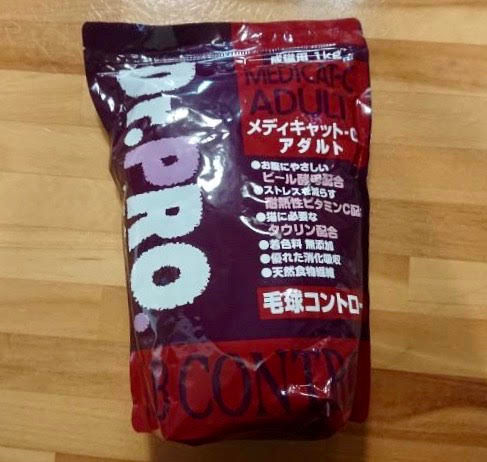 成猫用 1kg
MEDICAT-C
ADULT
メディキャット-C
アダルト
Dr.PRO.
●お腹にやさしい
ビール酵母配合
●ストレスを減らす
耐熱性ビタミンC配
●猫に必要な
タウリン配合
●着色料 無添加
●優れた消化吸収
●天然食物繊維
毛球コントロ
B CONTR